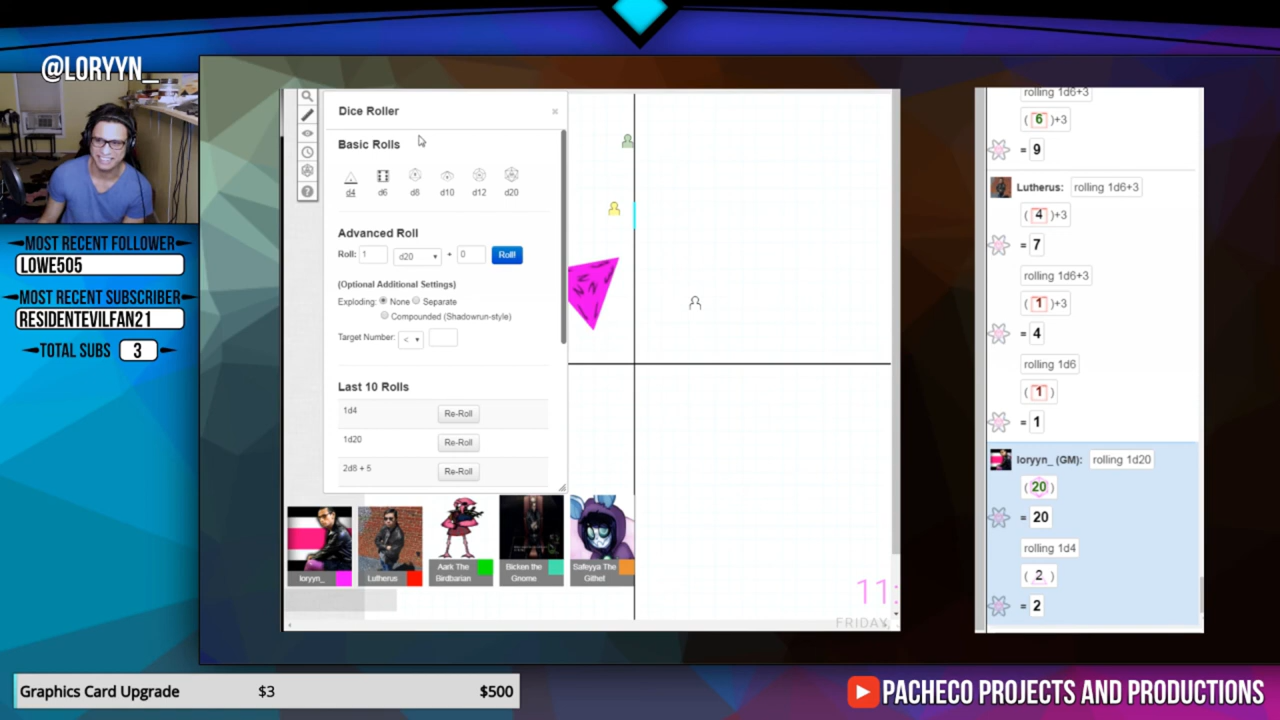 @LORYYN_
MOST RECENT FOLLOWER
LOWE505
MOST RECENT SUBSCRIBER
RESIDENTEVILFAN21
TOTAL SUBS 3
Dice Roller ×
Basic Rolls
d4 d6 d8 d10 d12 d20
Advanced Roll
Roll: 1 d20 + 0 Roll!
(Optional Additional Settings)
Exploding: None Separate
Compounded (Shadowrun-style)
Target Number: <
Last 10 Rolls
1d4 Re-Roll
1d20 Re-Roll
2d8 + 5 Re-Roll
loryyn_
Lutherus
Aark The
Birdbarian
Bicken the
Gnome
Safeyya The
Githet
11:
FRIDAY
rolling 1d6+3
(6)+3
= 9
Lutherus: rolling 1d6+3
(4)+3
= 7
rolling 1d6+3
(1)+3
= 4
rolling 1d6
(1)
= 1
loryyn_ (GM): rolling 1d20
(20)
= 20
rolling 1d4
(2)
= 2
Graphics Card Upgrade $3 $500
PACHECO PROJECTS AND PRODUCTIONS